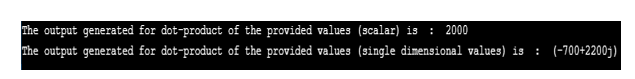 The output generated for dot-product of the provided values (scalar) is : 2000
The output generated for dot-product of the provided values (single dimensional values) is : (-700+2200j)